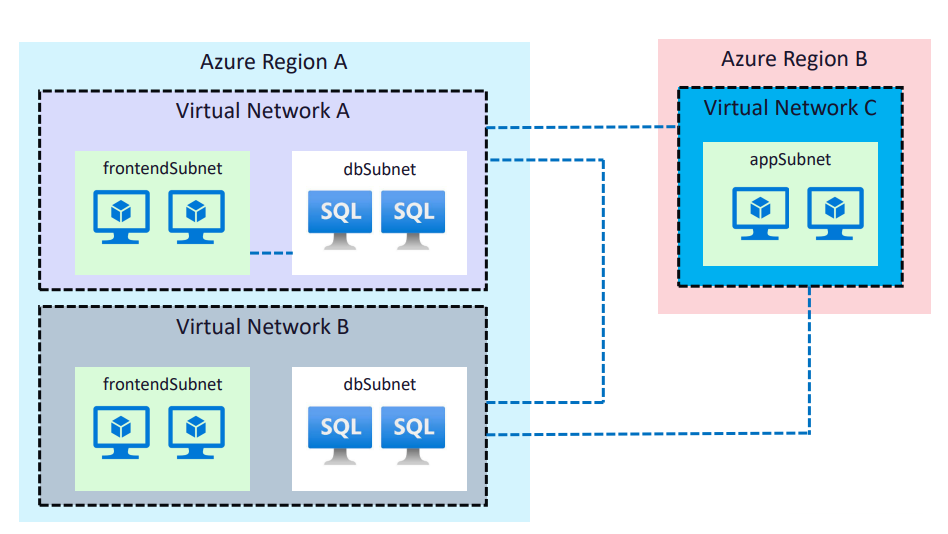 Azure Region A
Virtual Network A
frontendSubnet
dbSubnet
SQL
SQL
Virtual Network B
frontendSubnet
dbSubnet
SQL
SQL
Azure Region B
Virtual Network C
appSubnet